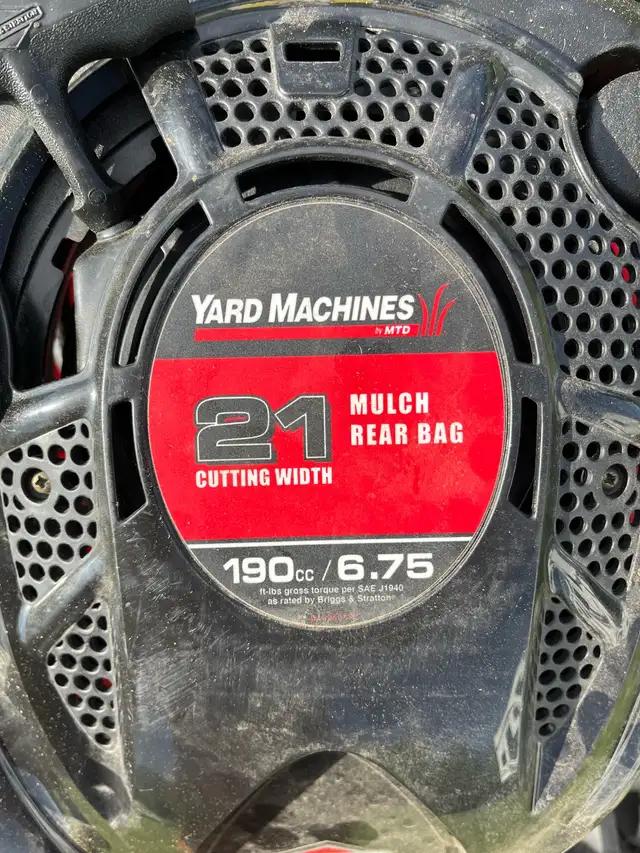 YARD MACHINES
by MTD
21
CUTTING WIDTH
MULCH
REAR BAG
190cc / 6.75
ft-lbs gross torque per SAE J1940
as rated by Briggs & Stratton®